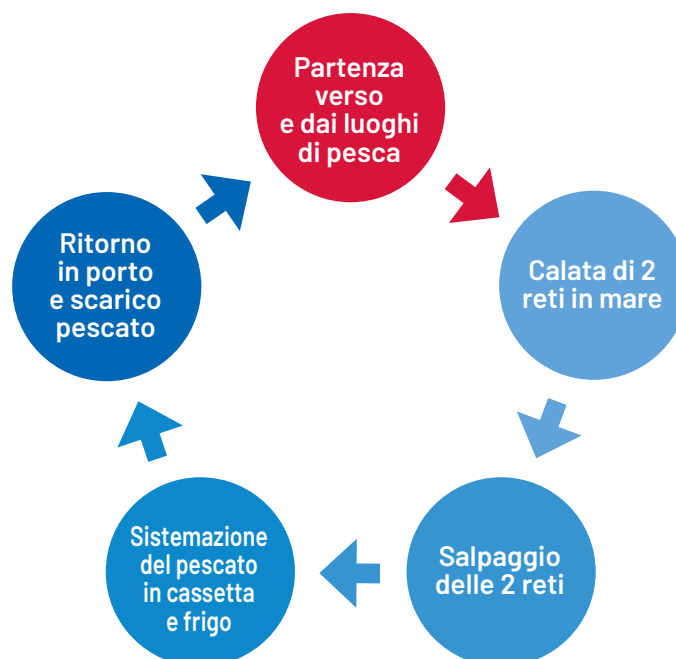 Partenza
verso
e dai luoghi
di pesca
Calata di 2
reti in mare
Salpaggio
delle 2 reti
Sistemazione
del pescato
in cassetta
e frigo
Ritorno
in porto
e scarico
pescato